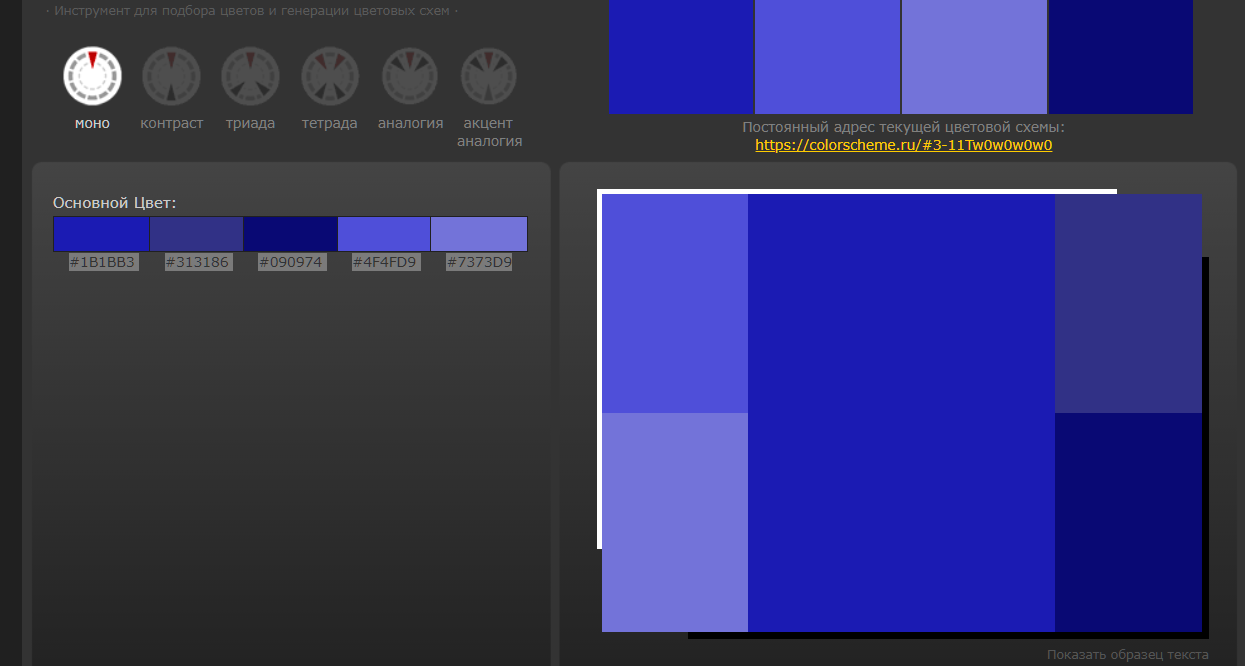 · Инструмент для подбора цветов и генерации цветовых схем ·
моно
контраст
триада
тетрада
аналогия
акцент
аналогия
Постоянный адрес текущей цветовой схемы:
https://colorscheme.ru/#3-11Tw0w0w0w0
Основной Цвет:
#1B1BB3 #313186 #090974 #4F4FD9 #7373D9
Показать образец текста